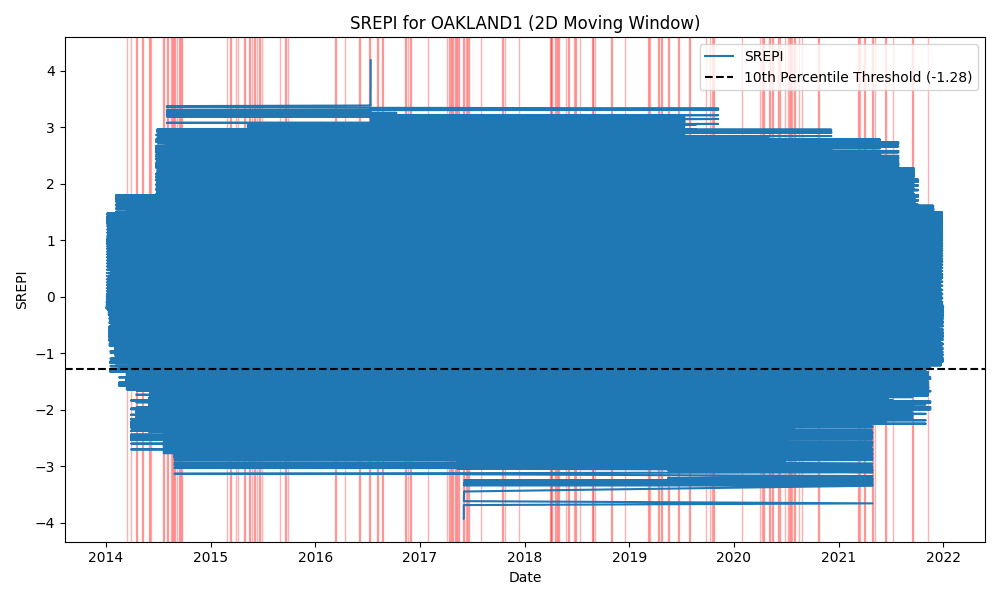 SREPI for OAKLAND1 (2D Moving Window)
SREPI
10th Percentile Threshold (-1.28)
SREPI
4
3
2
1
0
−1
−2
−3
−4
2014 2015 2016 2017 2018 2019 2020 2021 2022
Date